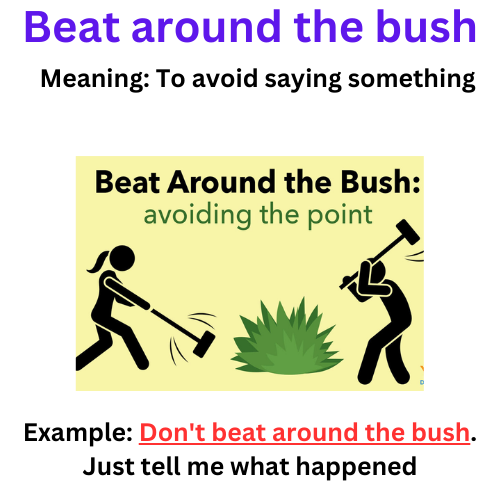 Beat around the bush
Meaning: To avoid saying something
Beat Around the Bush:
avoiding the point
Example: Don't beat around the bush.
Just tell me what happened